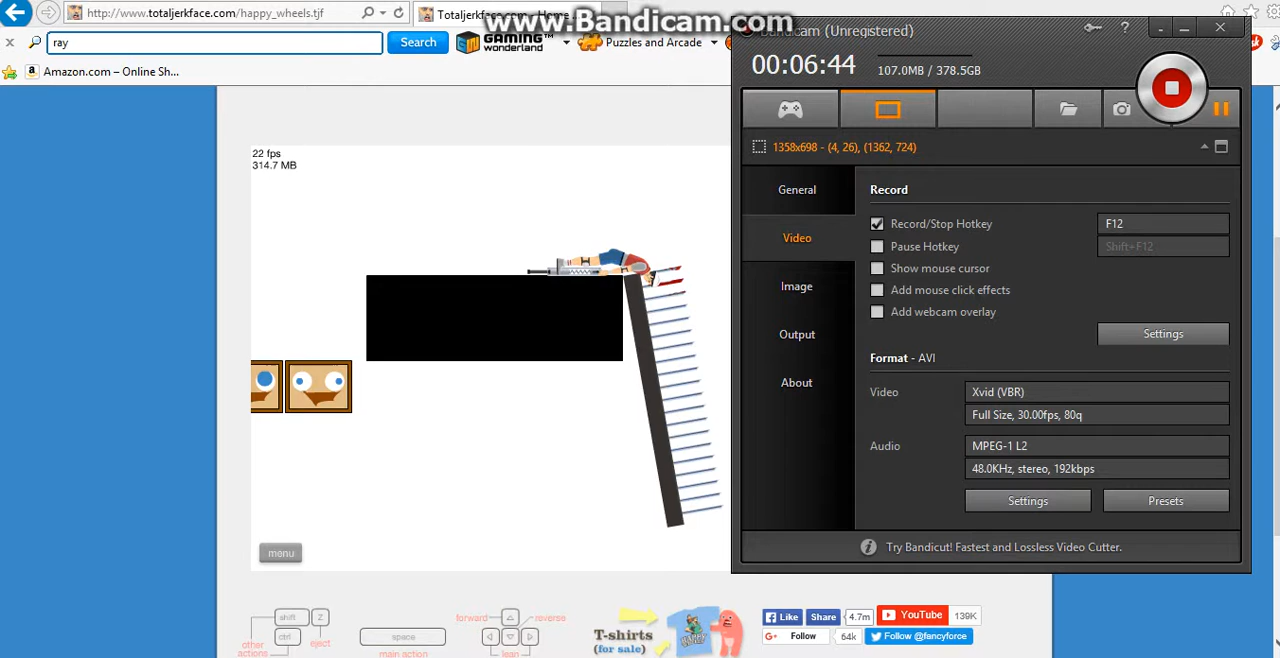 http://www.totaljerkface.com/happy_wheels.tjf
Totaljerkface.com - Home
www.Bandicam.com
ray
Search
GAMING wonderland™
Puzzles and Arcade
Amazon.com – Online Sh...
22 fps
314.7 MB
menu
Bandicam (Unregistered)
00:06:44
107.0MB / 378.5GB
1358x698 - (4, 26), (1362, 724)
General
Video
Image
Output
About
Record
Record/Stop Hotkey
F12
Pause Hotkey
Shift+F12
Show mouse cursor
Add mouse click effects
Add webcam overlay
Settings
Format - AVI
Video
Xvid (VBR)
Full Size, 30.00fps, 80q
Audio
MPEG-1 L2
48.0KHz, stereo, 192kbps
Settings
Presets
Try Bandicut! Fastest and Lossless Video Cutter.
shift
Z
ctrl
eject
other actions
space
main action
forward
reverse
lean
T-shirts
(for sale)
Like
Share
4.7m
YouTube
139K
Follow
64k
Follow @fancyforce